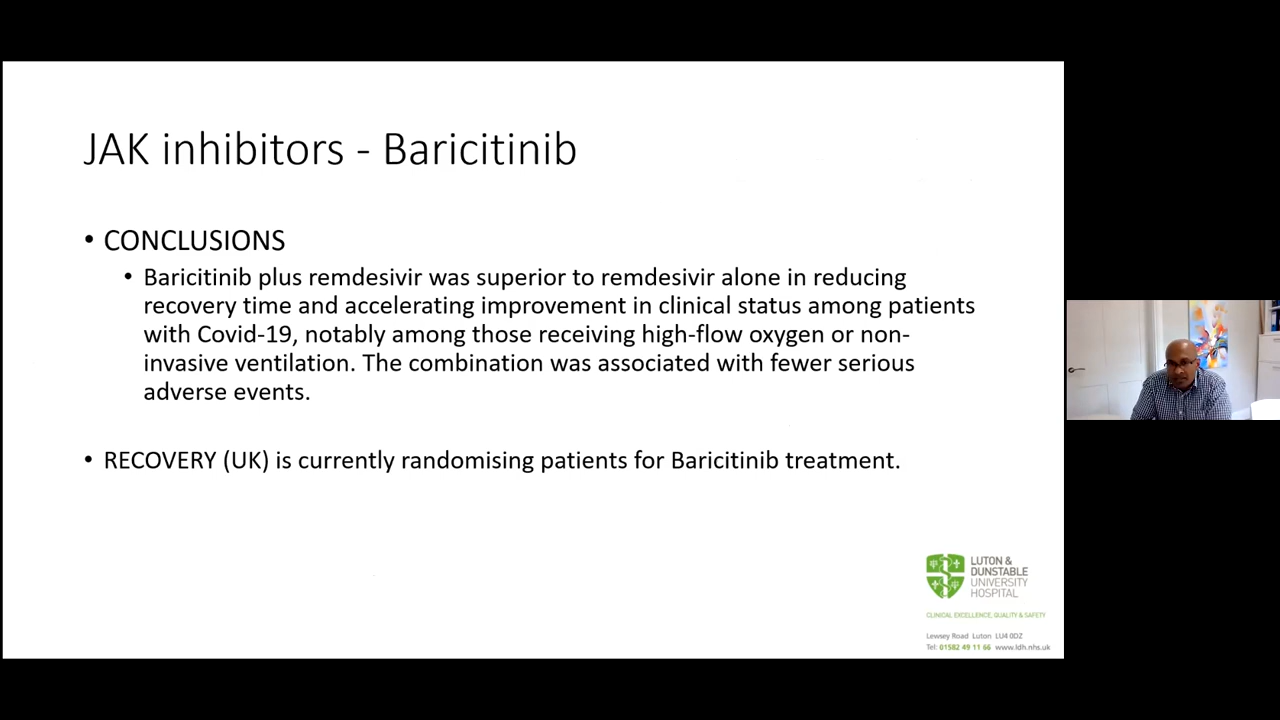 JAK inhibitors - Baricitinib
• CONCLUSIONS
• Baricitinib plus remdesivir was superior to remdesivir alone in reducing
recovery time and accelerating improvement in clinical status among patients
with Covid-19, notably among those receiving high-flow oxygen or non-
invasive ventilation. The combination was associated with fewer serious
adverse events.
• RECOVERY (UK) is currently randomising patients for Baricitinib treatment.
LUTON &
DUNSTABLE
UNIVERSITY
HOSPITAL
CLINICAL EXCELLENCE, QUALITY & SAFETY
Lewsey Road Luton LU4 0DZ
Tel: 01582 49 11 66 www.ldh.nhs.uk